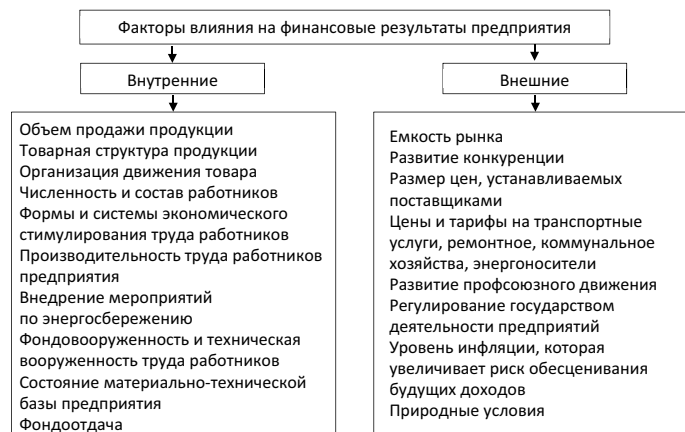 Факторы влияния на финансовые результаты предприятия
Внутренние
Внешние
Объем продажи продукции
Товарная структура продукции
Организация движения товара
Численность и состав работников
Формы и системы экономического
стимулирования труда работников
Производительность труда работников
предприятия
Внедрение мероприятий
по энергосбережению
Фондовооруженность и техническая
вооруженность труда работников
Состояние материально-технической
базы предприятия
Фондоотдача
Емкость рынка
Развитие конкуренции
Размер цен, устанавливаемых
поставщиками
Цены и тарифы на транспортные
услуги, ремонтное, коммунальное
хозяйства, энергоносители
Развитие профсоюзного движения
Регулирование государством
деятельности предприятий
Уровень инфляции, которая
увеличивает риск обесценивания
будущих доходов
Природные условия